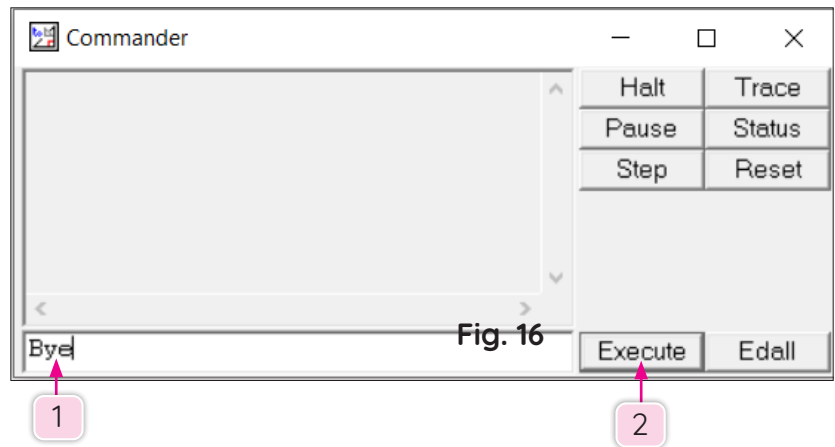 Commander
Halt Trace
Pause Status
Step Reset
Fig. 16
Bye
Execute Edall
1
2